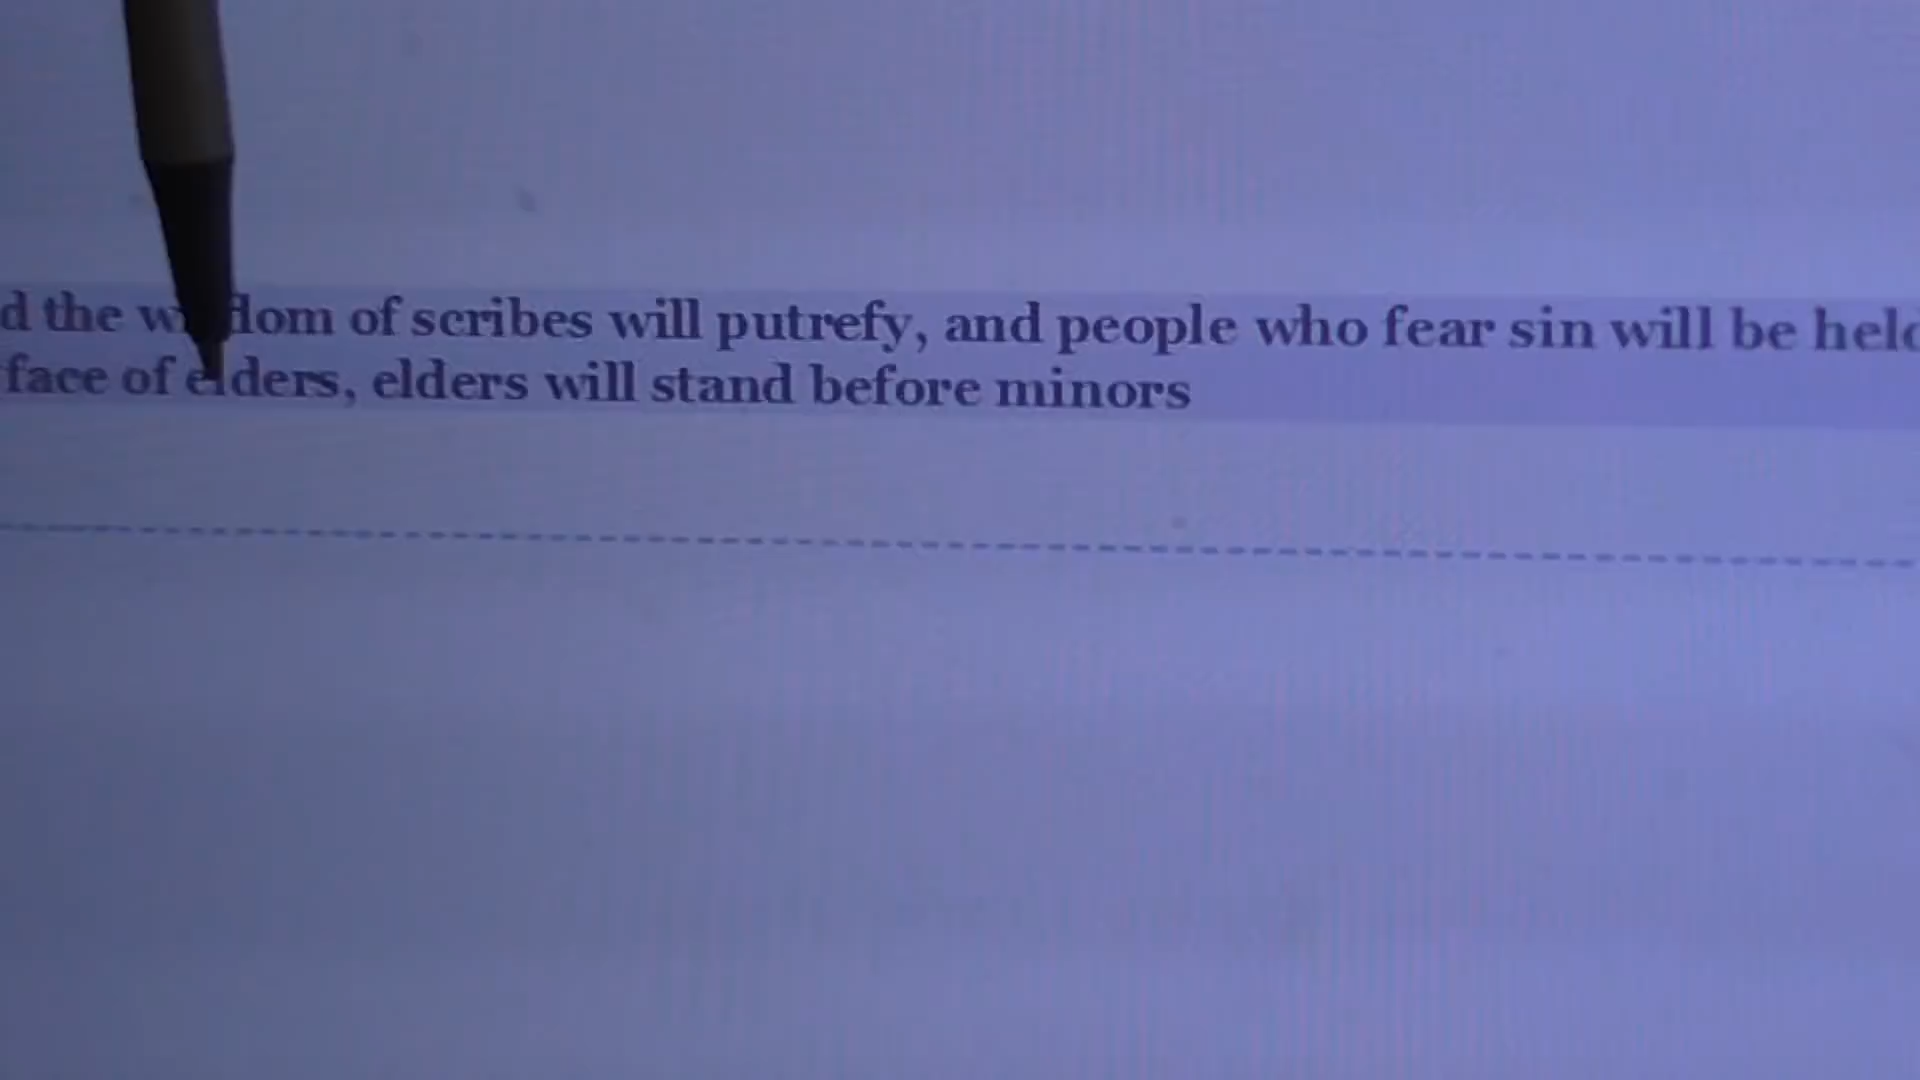 the of scribes will putrefy, and people who fear sin will be
face of elders, elders will stand before minors